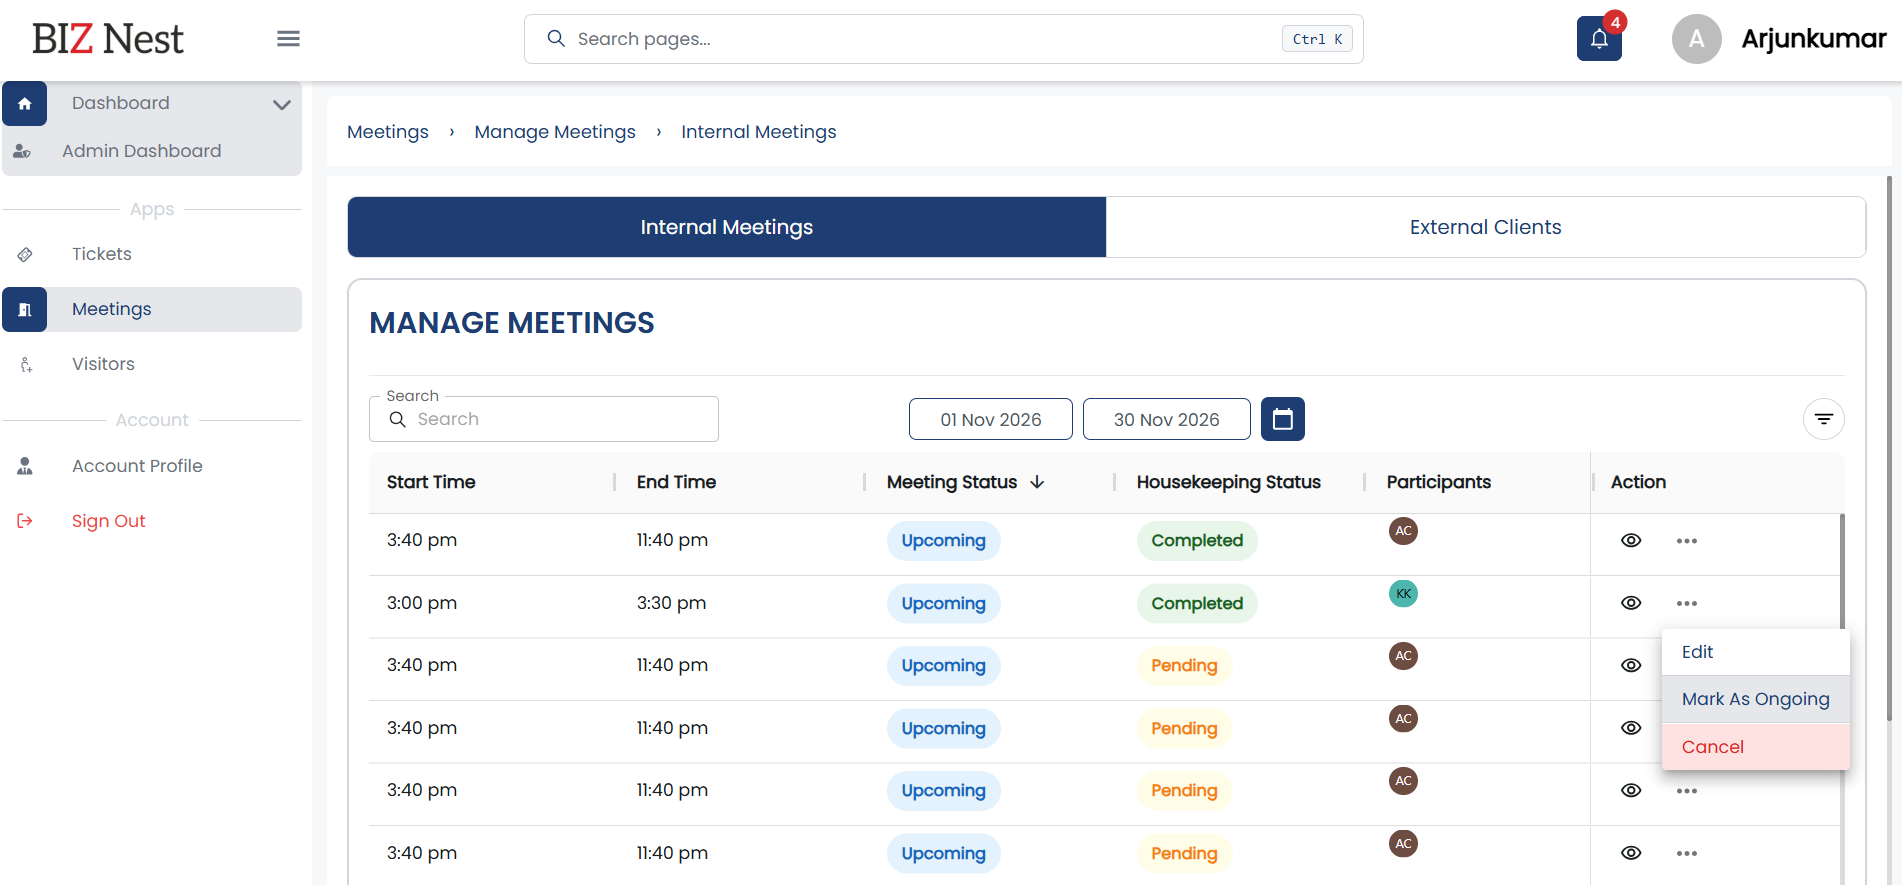 BIZ Nest
Search pages...
Ctrl K
4
A
Arjunkumar
Dashboard
Admin Dashboard
Apps
Tickets
Meetings
Visitors
Account
Account Profile
Sign Out
Meetings › Manage Meetings › Internal Meetings
Internal Meetings
External Clients
MANAGE MEETINGS
Search
Search
01 Nov 2026
30 Nov 2026
Start Time End Time Meeting Status Housekeeping Status Participants Action
3:40 pm 11:40 pm Upcoming Completed AC
3:00 pm 3:30 pm Upcoming Completed KK
3:40 pm 11:40 pm Upcoming Pending AC
3:40 pm 11:40 pm Upcoming Pending AC
3:40 pm 11:40 pm Upcoming Pending AC
3:40 pm 11:40 pm Upcoming Pending AC
Edit
Mark As Ongoing
Cancel